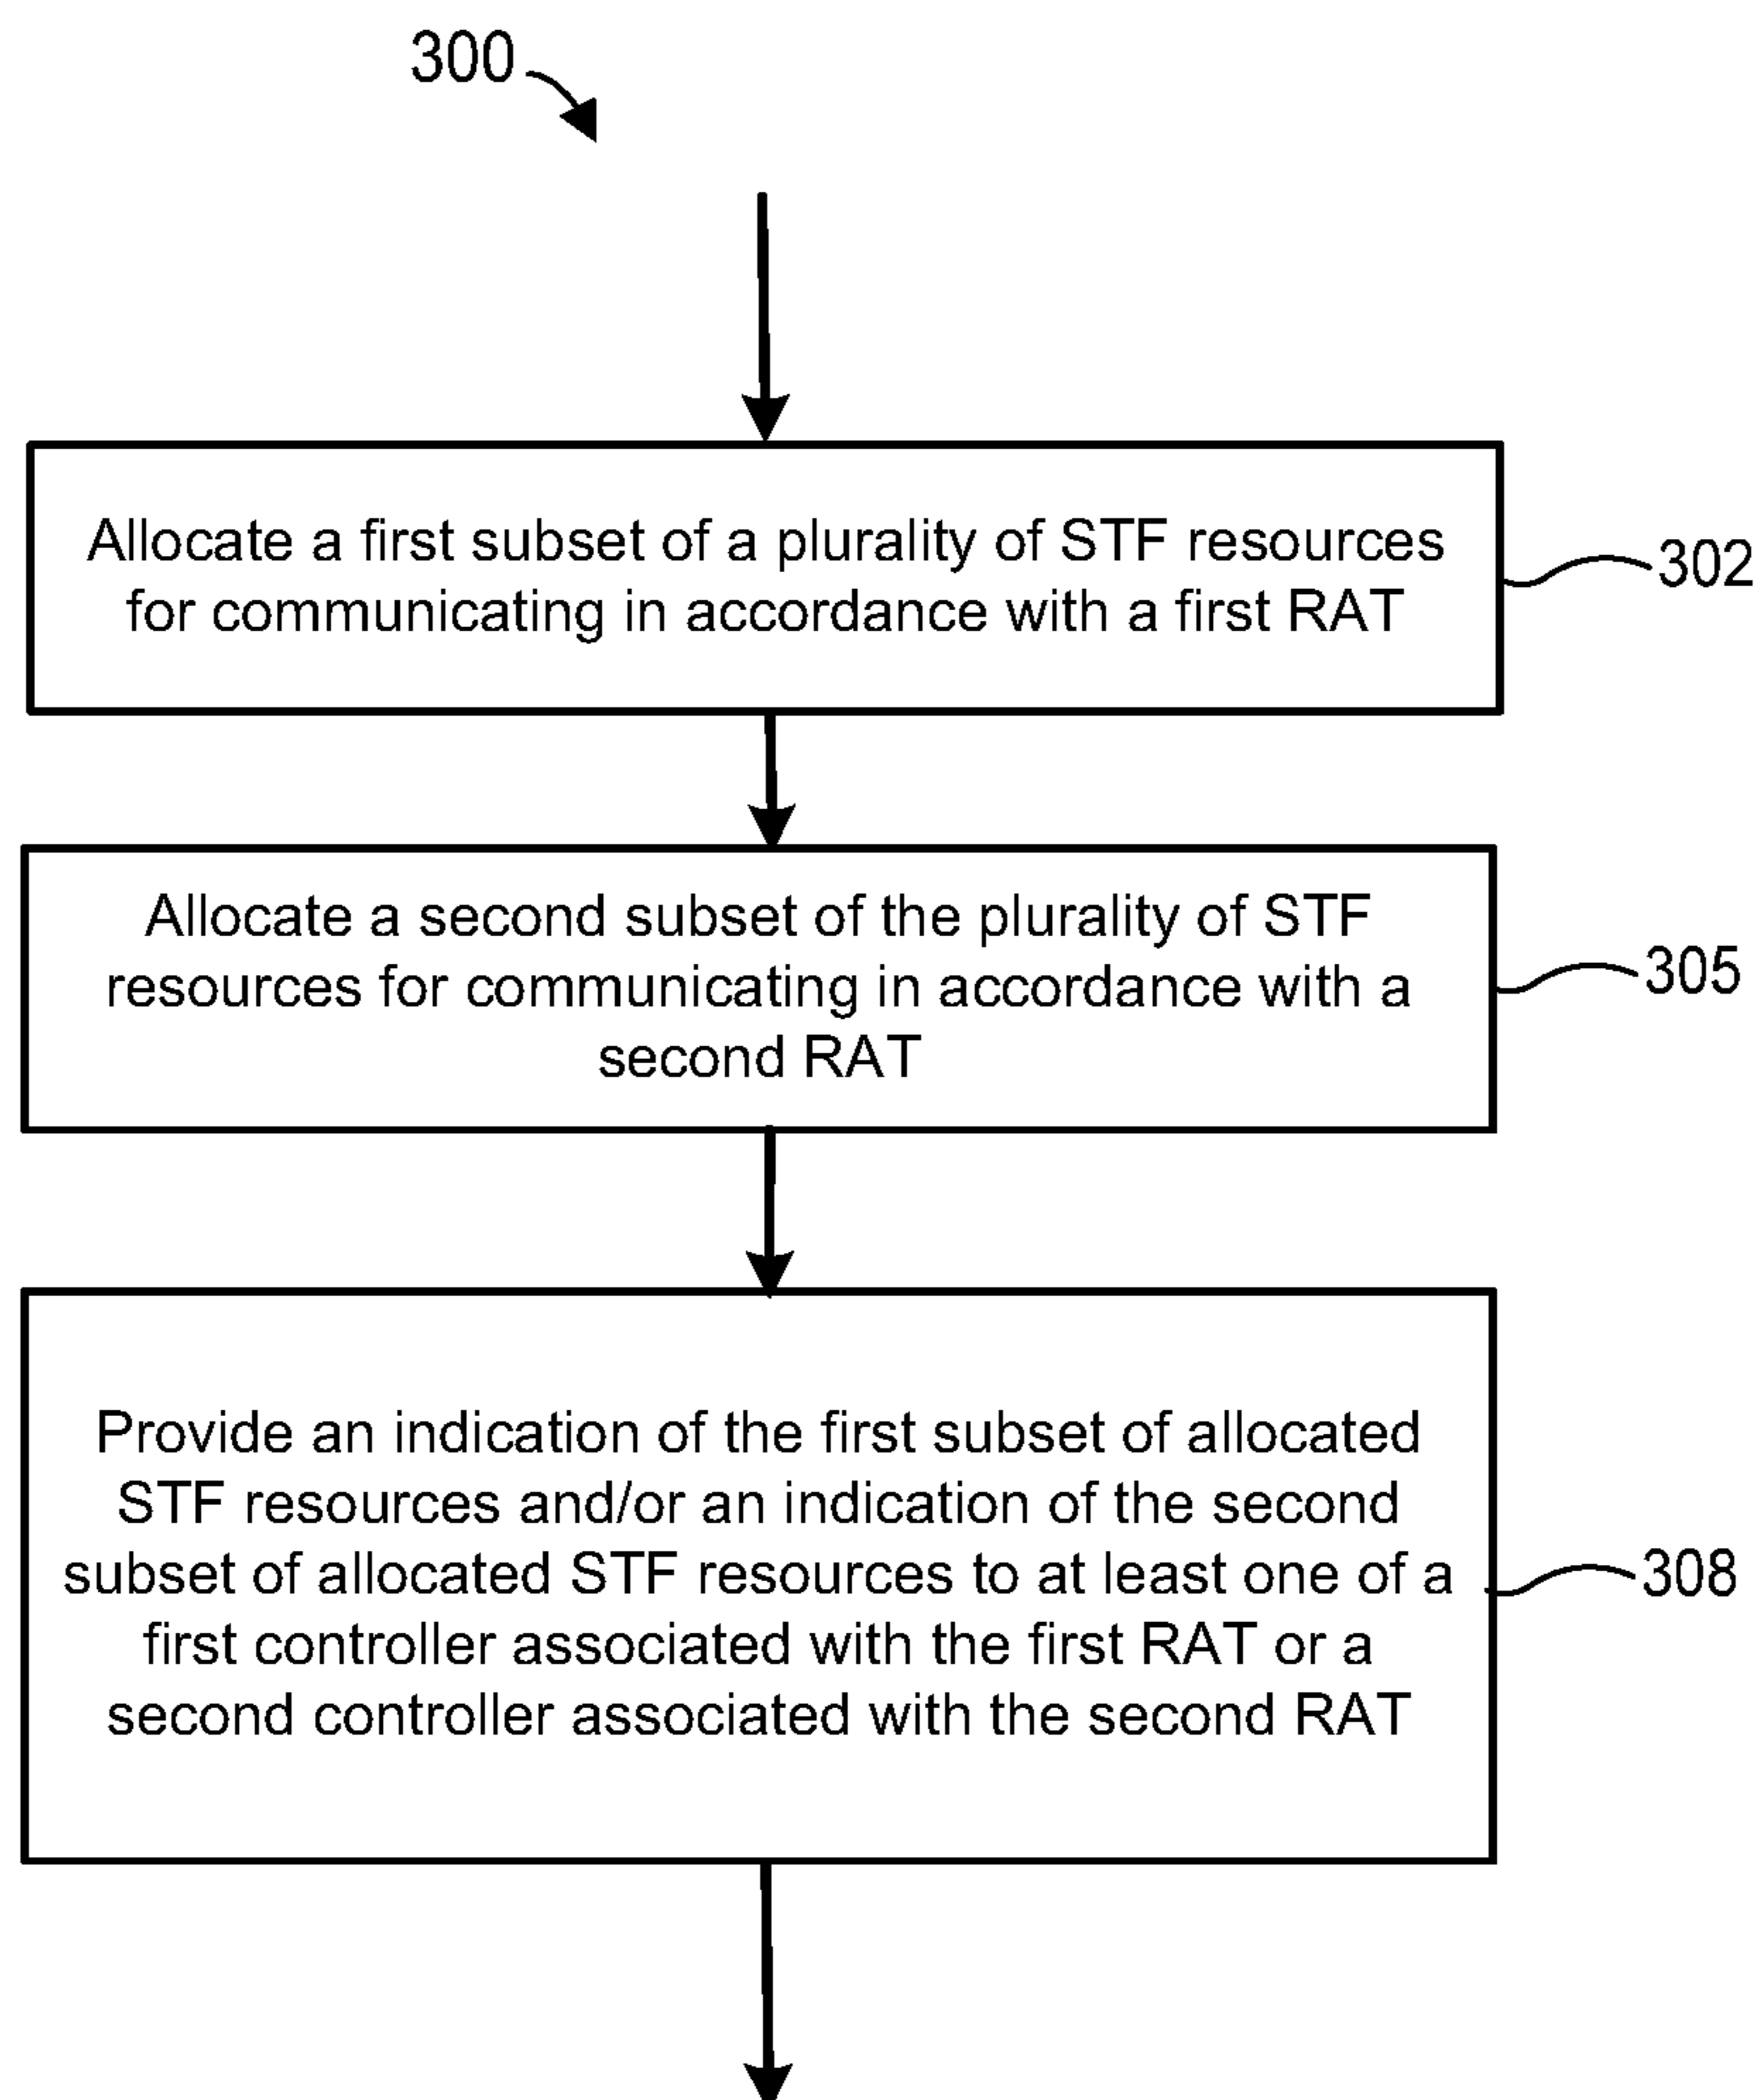 300
Allocate a first subset of a plurality of STF resources
for communicating in accordance with a first RAT
302
Allocate a second subset of the plurality of STF
resources for communicating in accordance with a
second RAT
305
Provide an indication of the first subset of allocated
STF resources and/or an indication of the second
subset of allocated STF resources to at least one of a
first controller associated with the first RAT or a
second controller associated with the second RAT
308